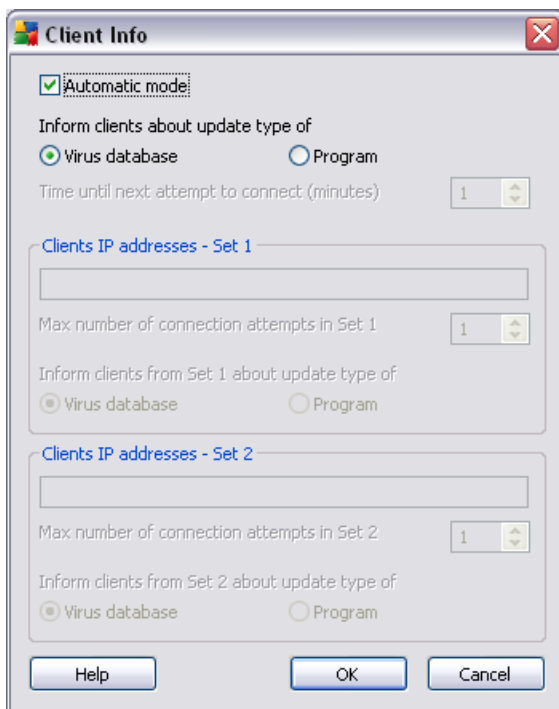 Client Info
Automatic mode
Inform clients about update type of
Virus database Program
Time until next attempt to connect (minutes) 1
Clients IP addresses - Set 1
Max number of connection attempts in Set 1 1
Inform clients from Set 1 about update type of
Virus database Program
Clients IP addresses - Set 2
Max number of connection attempts in Set 2 1
Inform clients from Set 2 about update type of
Virus database Program
Help OK Cancel